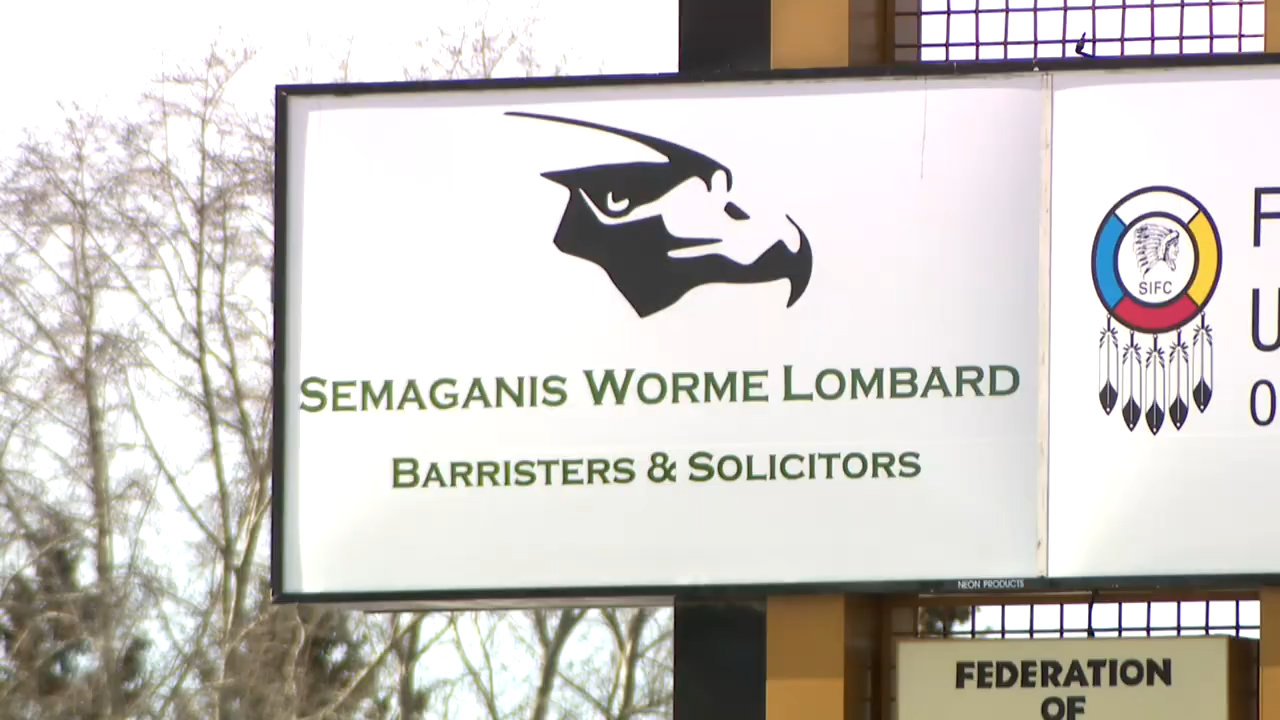 SEMAGANIS WORME LOMBARD
BARRISTERS & SOLICITORS
SIFC
F
U
O
NEON PRODUCTS
FEDERATION
OF